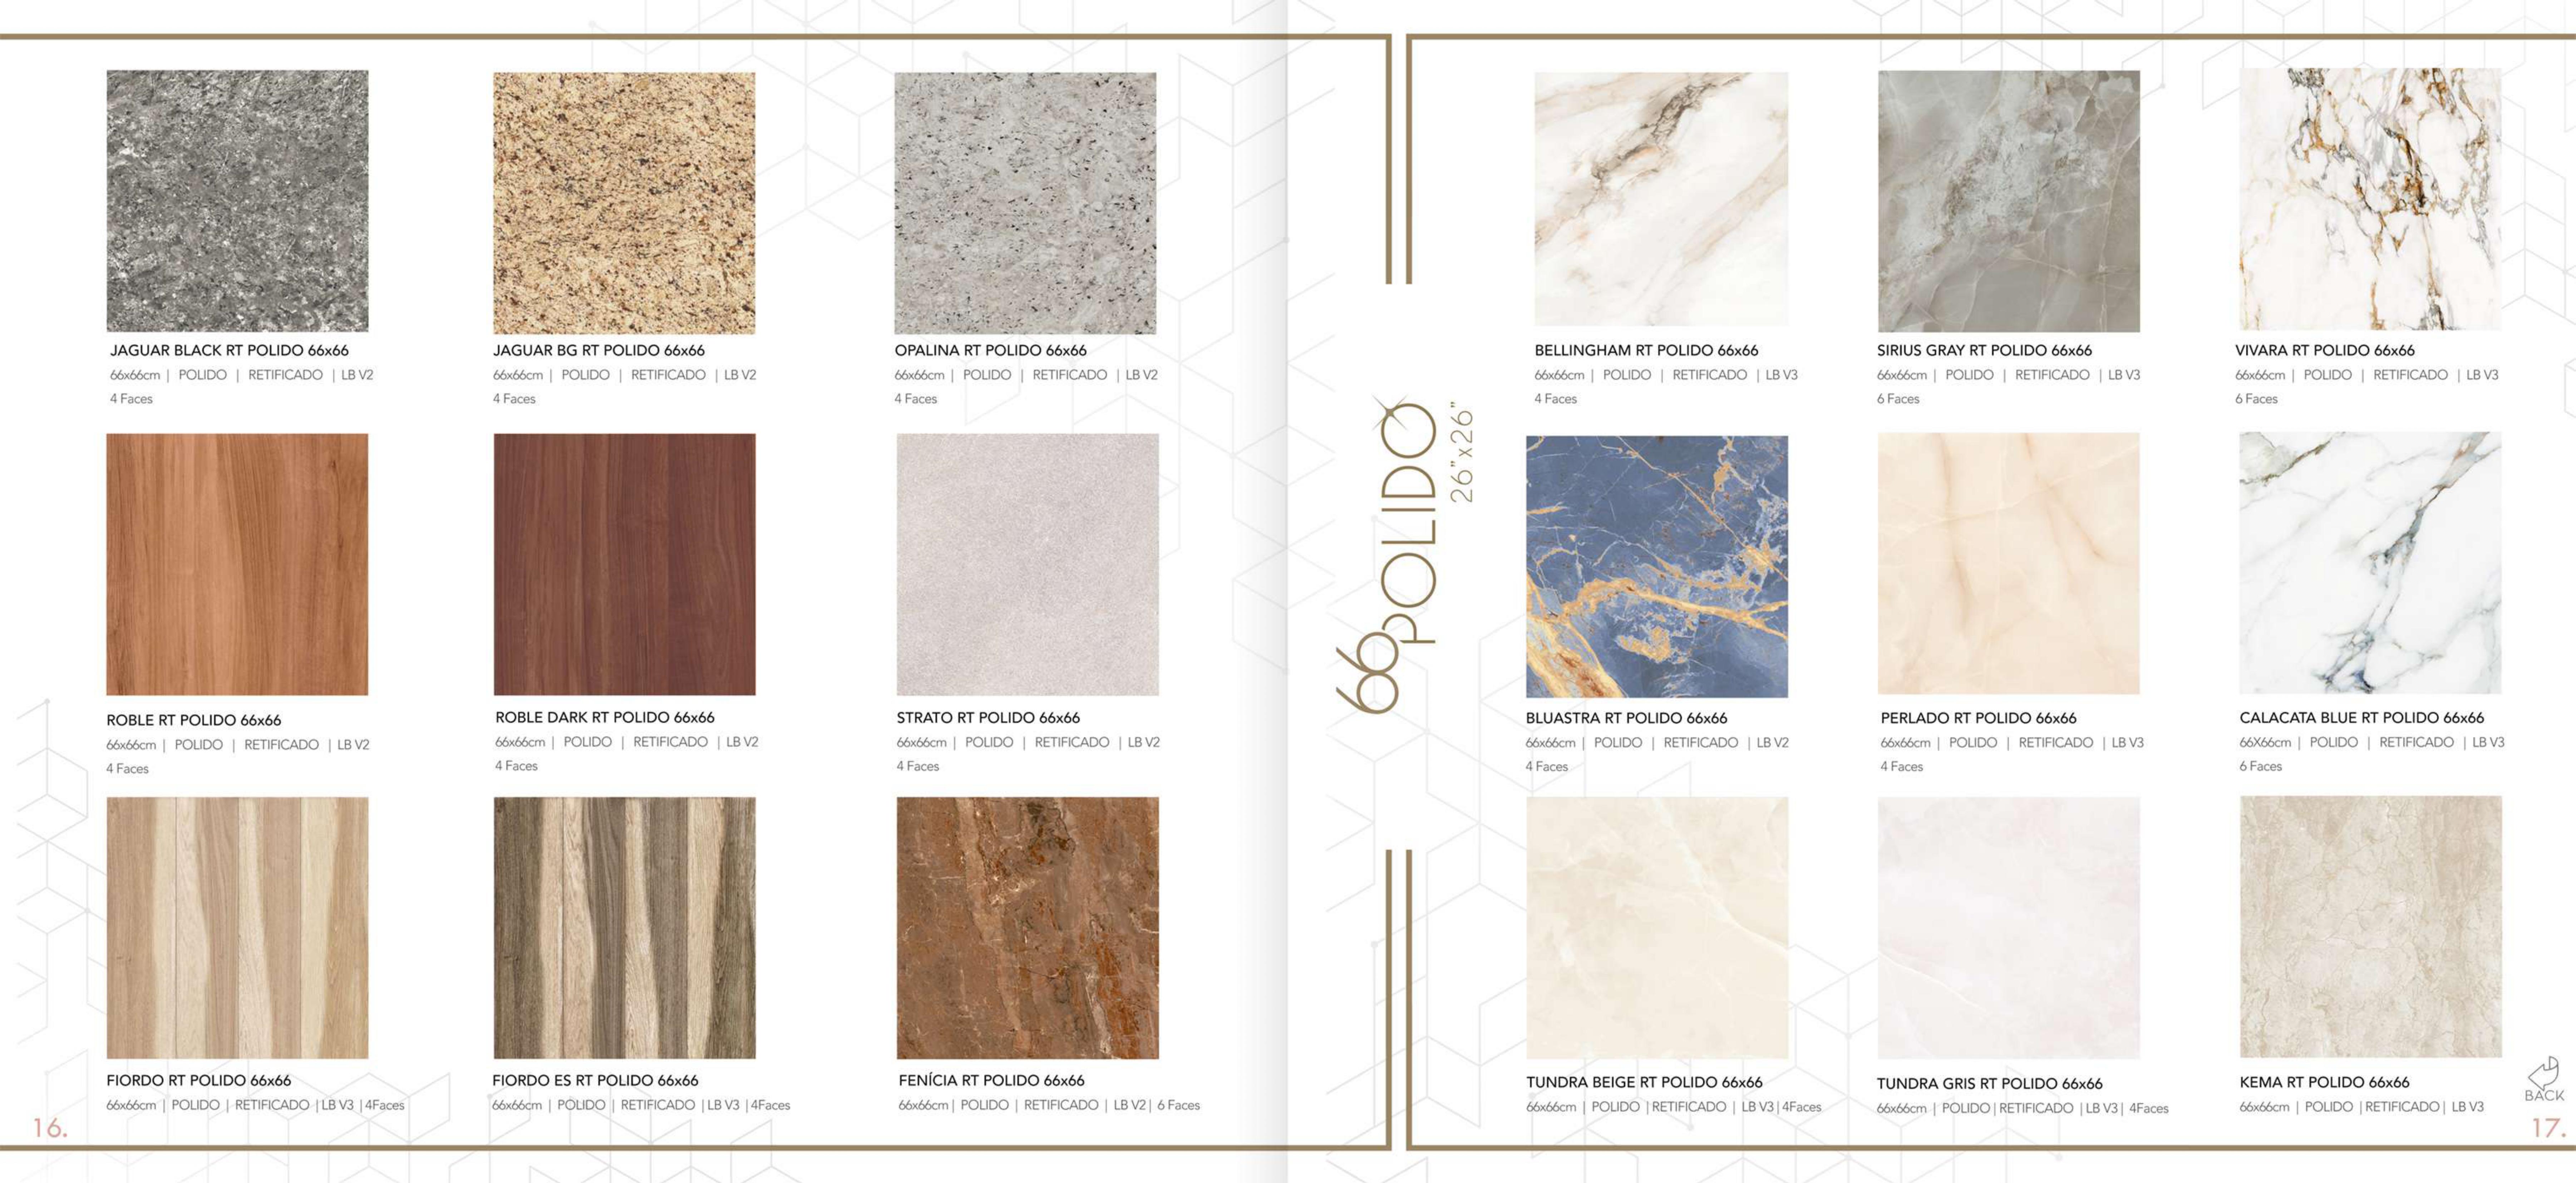 JAGUAR BLACK RT POLIDO 66x66
66x66cm | POLIDO | RETIFICADO | LB V2
4 Faces
JAGUAR BG RT POLIDO 66x66
66x66cm | POLIDO | RETIFICADO | LB V2
4 Faces
OPALINA RT POLIDO 66x66
66x66cm | POLIDO | RETIFICADO | LB V2
4 Faces
ROBLE RT POLIDO 66x66
66x66cm | POLIDO | RETIFICADO | LB V2
4 Faces
ROBLE DARK RT POLIDO 66x66
66x66cm | POLIDO | RETIFICADO | LB V2
4 Faces
STRATO RT POLIDO 66x66
66x66cm | POLIDO | RETIFICADO | LB V2
4 Faces
FIORDO RT POLIDO 66x66
66x66cm | POLIDO | RETIFICADO | LB V3 | 4Faces
FIORDO ES RT POLIDO 66x66
66x66cm | POLIDO | RETIFICADO | LB V3 | 4Faces
FENÍCIA RT POLIDO 66x66
66x66cm | POLIDO | RETIFICADO | LB V2 | 6 Faces
16.
66 POLIDO
26"x26"
BELLINGHAM RT POLIDO 66x66
66x66cm | POLIDO | RETIFICADO | LB V3
4 Faces
SIRIUS GRAY RT POLIDO 66x66
66x66cm | POLIDO | RETIFICADO | LB V3
6 Faces
VIVARA RT POLIDO 66x66
66x66cm | POLIDO | RETIFICADO | LB V3
6 Faces
BLUASTRA RT POLIDO 66x66
66x66cm | POLIDO | RETIFICADO | LB V2
4 Faces
PERLADO RT POLIDO 66x66
66x66cm | POLIDO | RETIFICADO | LB V3
4 Faces
CALACATA BLUE RT POLIDO 66x66
66X66cm | POLIDO | RETIFICADO | LB V3
6 Faces
TUNDRA BEIGE RT POLIDO 66x66
66x66cm | POLIDO | RETIFICADO | LB V3 | 4Faces
TUNDRA GRIS RT POLIDO 66x66
66x66cm | POLIDO | RETIFICADO | LB V3 | 4Faces
KEMA RT POLIDO 66x66
66x66cm | POLIDO | RETIFICADO | LB V3
BACK
17.